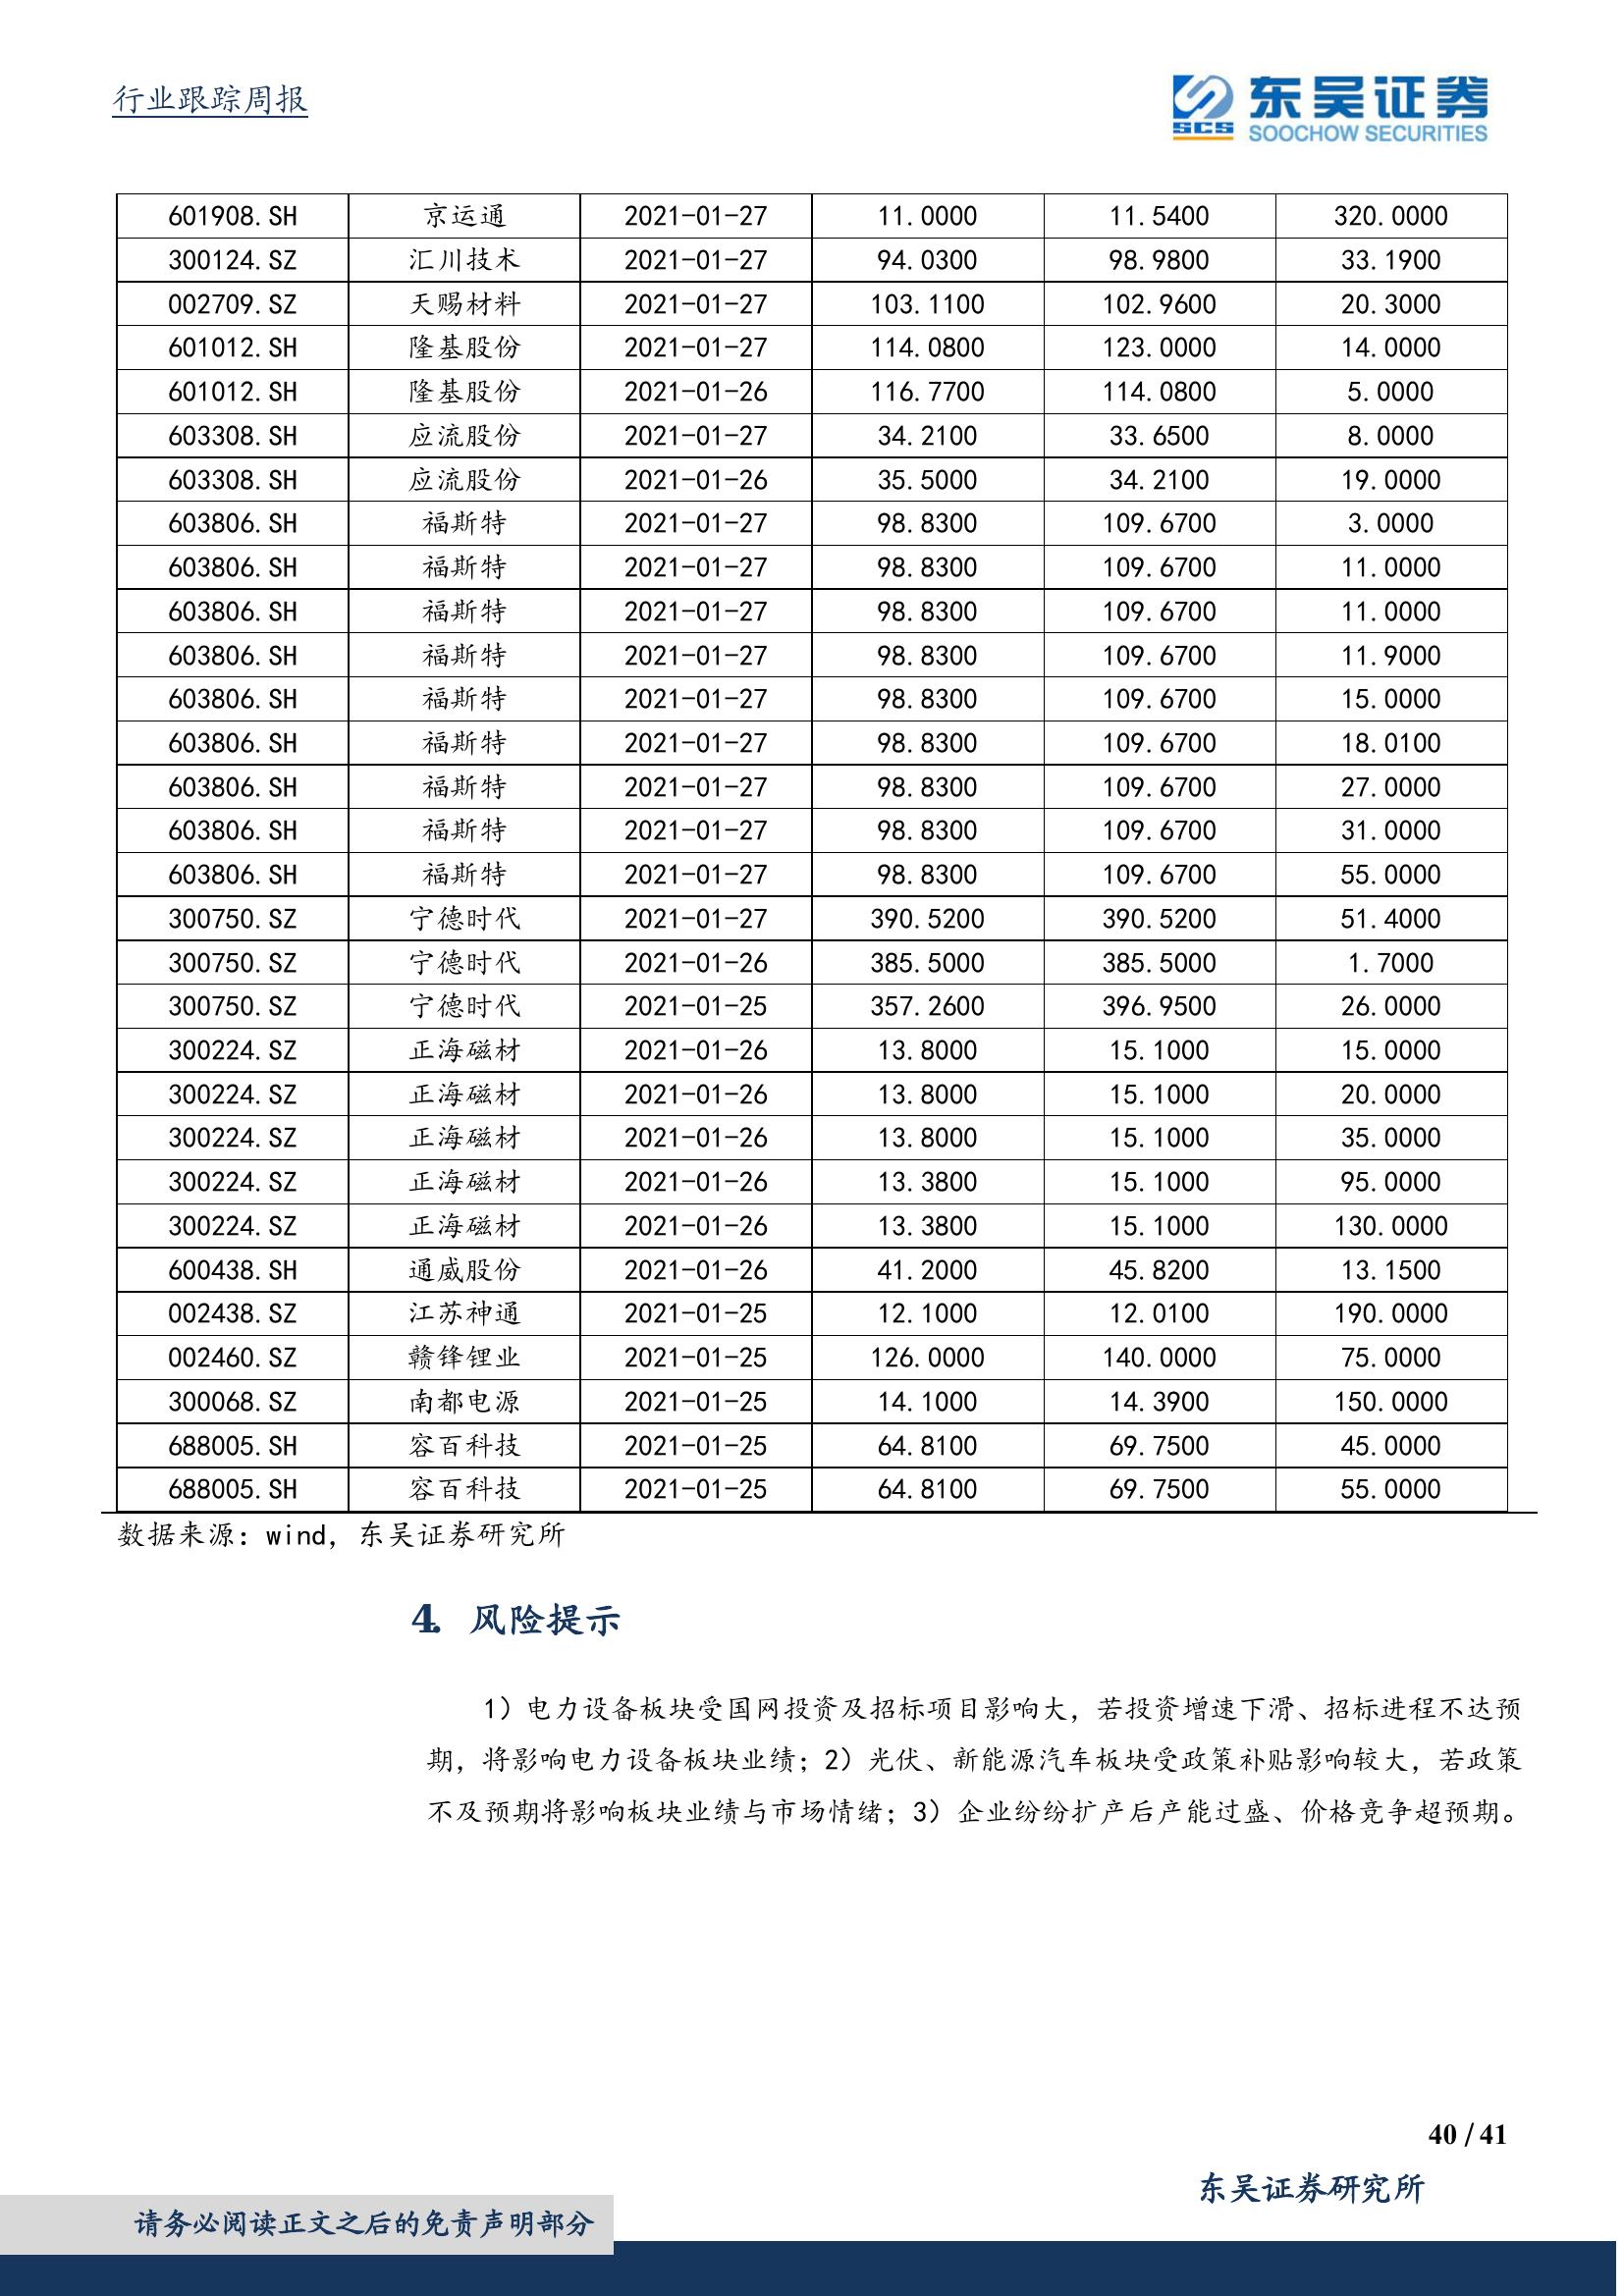 行业跟踪周报
东吴证券
SCS
SOOCHOW SECURITIES
601908.SH 京运通 2021-01-27 11.0000 11.5400 320.0000
300124.SZ 汇川技术 2021-01-27 94.0300 98.9800 33.1900
002709.SZ 天赐材料 2021-01-27 103.1100 102.9600 20.3000
601012.SH 隆基股份 2021-01-27 114.0800 123.0000 14.0000
601012.SH 隆基股份 2021-01-26 116.7700 114.0800 5.0000
603308.SH 应流股份 2021-01-27 34.2100 33.6500 8.0000
603308.SH 应流股份 2021-01-26 35.5000 34.2100 19.0000
603806.SH 福斯特 2021-01-27 98.8300 109.6700 3.0000
603806.SH 福斯特 2021-01-27 98.8300 109.6700 11.0000
603806.SH 福斯特 2021-01-27 98.8300 109.6700 11.0000
603806.SH 福斯特 2021-01-27 98.8300 109.6700 11.9000
603806.SH 福斯特 2021-01-27 98.8300 109.6700 15.0000
603806.SH 福斯特 2021-01-27 98.8300 109.6700 18.0100
603806.SH 福斯特 2021-01-27 98.8300 109.6700 27.0000
603806.SH 福斯特 2021-01-27 98.8300 109.6700 31.0000
603806.SH 福斯特 2021-01-27 98.8300 109.6700 55.0000
300750.SZ 宁德时代 2021-01-27 390.5200 390.5200 51.4000
300750.SZ 宁德时代 2021-01-26 385.5000 385.5000 1.7000
300750.SZ 宁德时代 2021-01-25 357.2600 396.9500 26.0000
300224.SZ 正海磁材 2021-01-26 13.8000 15.1000 15.0000
300224.SZ 正海磁材 2021-01-26 13.8000 15.1000 20.0000
300224.SZ 正海磁材 2021-01-26 13.8000 15.1000 35.0000
300224.SZ 正海磁材 2021-01-26 13.3800 15.1000 95.0000
300224.SZ 正海磁材 2021-01-26 13.3800 15.1000 130.0000
600438.SH 通威股份 2021-01-26 41.2000 45.8200 13.1500
002438.SZ 江苏神通 2021-01-25 12.1000 12.0100 190.0000
002460.SZ 赣锋锂业 2021-01-25 126.0000 140.0000 75.0000
300068.SZ 南都电源 2021-01-25 14.1000 14.3900 150.0000
688005.SH 容百科技 2021-01-25 64.8100 69.7500 45.0000
688005.SH 容百科技 2021-01-25 64.8100 69.7500 55.0000
数据来源：wind，东吴证券研究所
4. 风险提示
1）电力设备板块受国网投资及招标项目影响大，若投资增速下滑、招标进程不达预
期，将影响电力设备板块业绩；2）光伏、新能源汽车板块受政策补贴影响较大，若政策
不及预期将影响板块业绩与市场情绪；3）企业纷纷扩产后产能过盛、价格竞争超预期。
40 / 41
东吴证券研究所
请务必阅读正文之后的免责声明部分